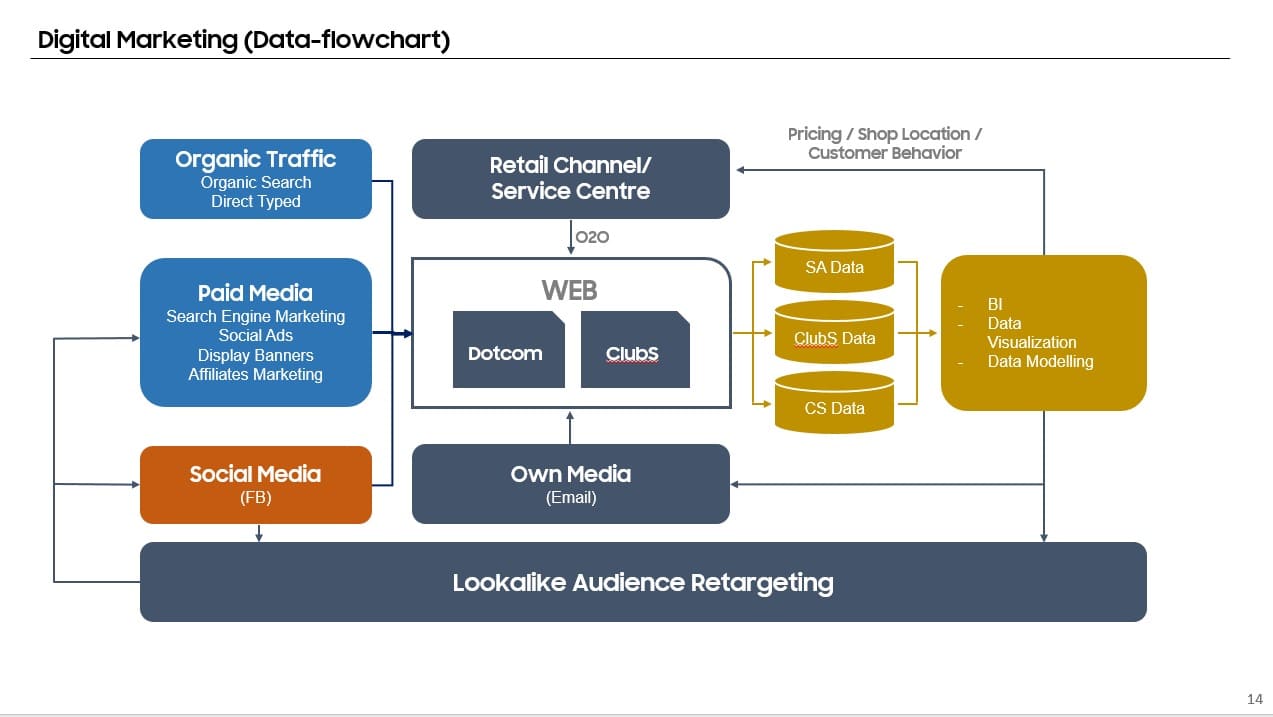 Digital Marketing (Data-flowchart)
Pricing / Shop Location /
Customer Behavior
Organic Traffic
Organic Search
Direct Typed
Retail Channel/
Service Centre
O2O
Paid Media
Search Engine Marketing
Social Ads
Display Banners
Affiliates Marketing
WEB
Dotcom
ClubS
SA Data
ClubS Data
CS Data
- BI
- Data
Visualization
- Data Modelling
Social Media
(FB)
Own Media
(Email)
Lookalike Audience Retargeting
14